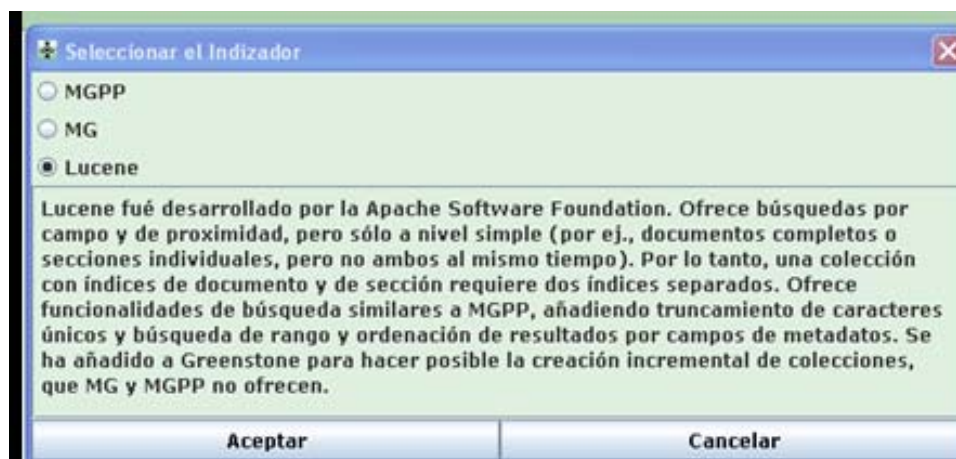 Seleccionar el Indizador
MGPP
MG
Lucene
Lucene fué desarrollado por la Apache Software Foundation. Ofrece búsquedas por
campo y de proximidad, pero sólo a nivel simple (por ej., documentos completos o
secciones individuales, pero no ambos al mismo tiempo). Por lo tanto, una colección
con índices de documento y de sección requiere dos índices separados. Ofrece
funcionalidades de búsqueda similares a MGPP, añadiendo truncamiento de caracteres
únicos y búsqueda de rango y ordenación de resultados por campos de metadatos. Se
ha añadido a Greenstone para hacer posible la creación incremental de colecciones,
que MG y MGPP no ofrecen.
Aceptar Cancelar